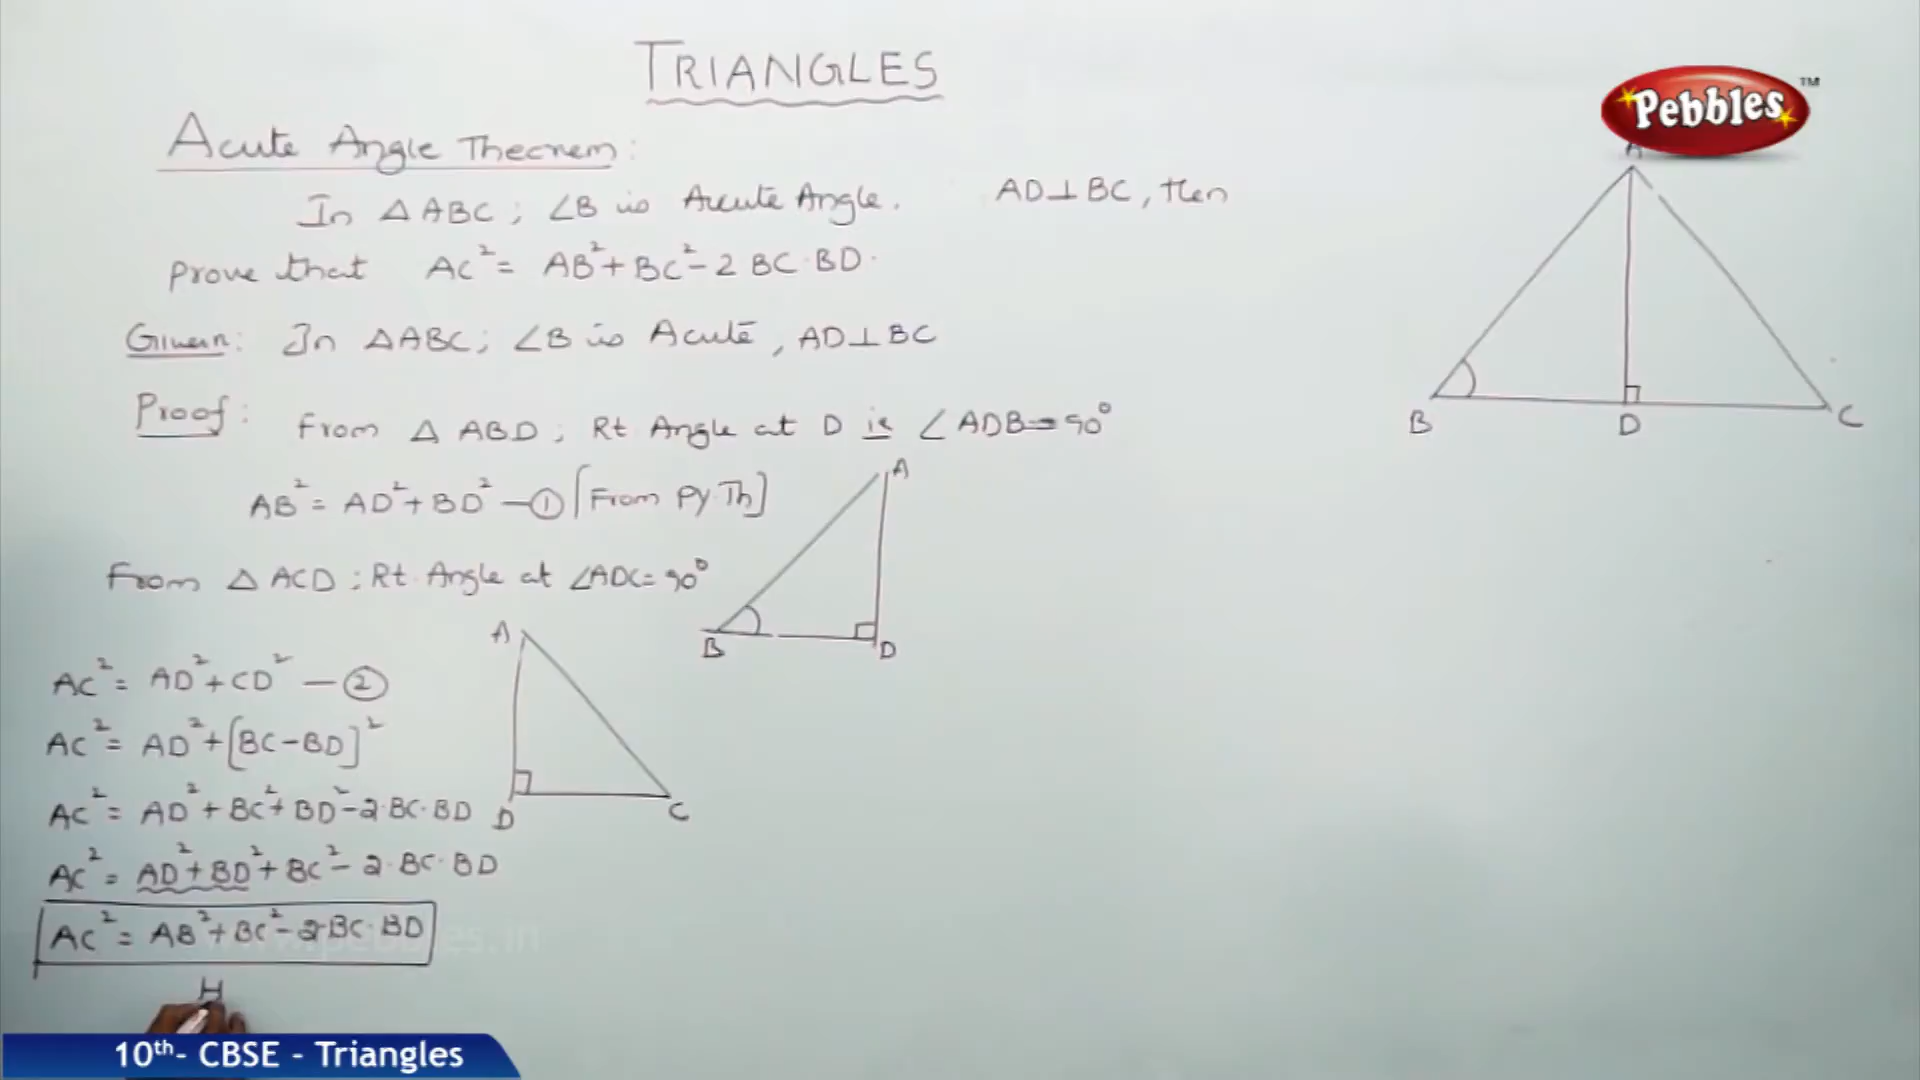 TRIANGLES
Pebbles™
Acute Angle Theorem:
In △ABC; ∠B is Acute Angle. AD⊥BC, then
prove that AC² = AB² + BC² - 2 BC·BD.
Given: In △ABC; ∠B is Acute, AD⊥BC
Proof: From △ ABD; Rt Angle at D is ∠ADB = 90°
AB² = AD² + BD² — ① [From Py.Th]
From △ ACD; Rt. Angle at ∠ADC = 90°
AC² = AD² + CD² — ②
AC² = AD² + [BC - BD]²
AC² = AD² + BC² + BD² - 2·BC·BD
AC² = AD² + BD² + BC² - 2·BC·BD
AC² = AB² + BC² - 2·BC·BD
H
A
B
D
C
A
B
D
A
D
C
10th- CBSE - Triangles